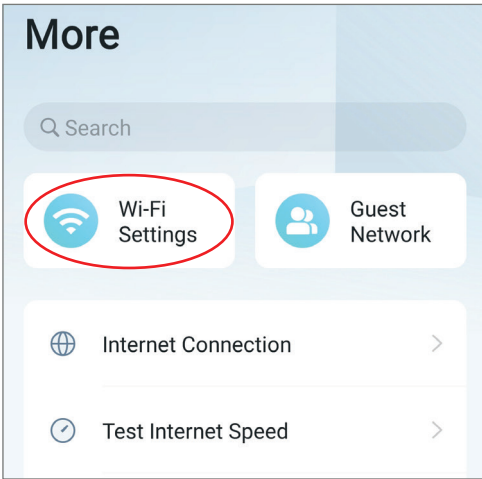 More
Search
Wi-Fi
Settings
Guest
Network
Internet Connection
Test Internet Speed